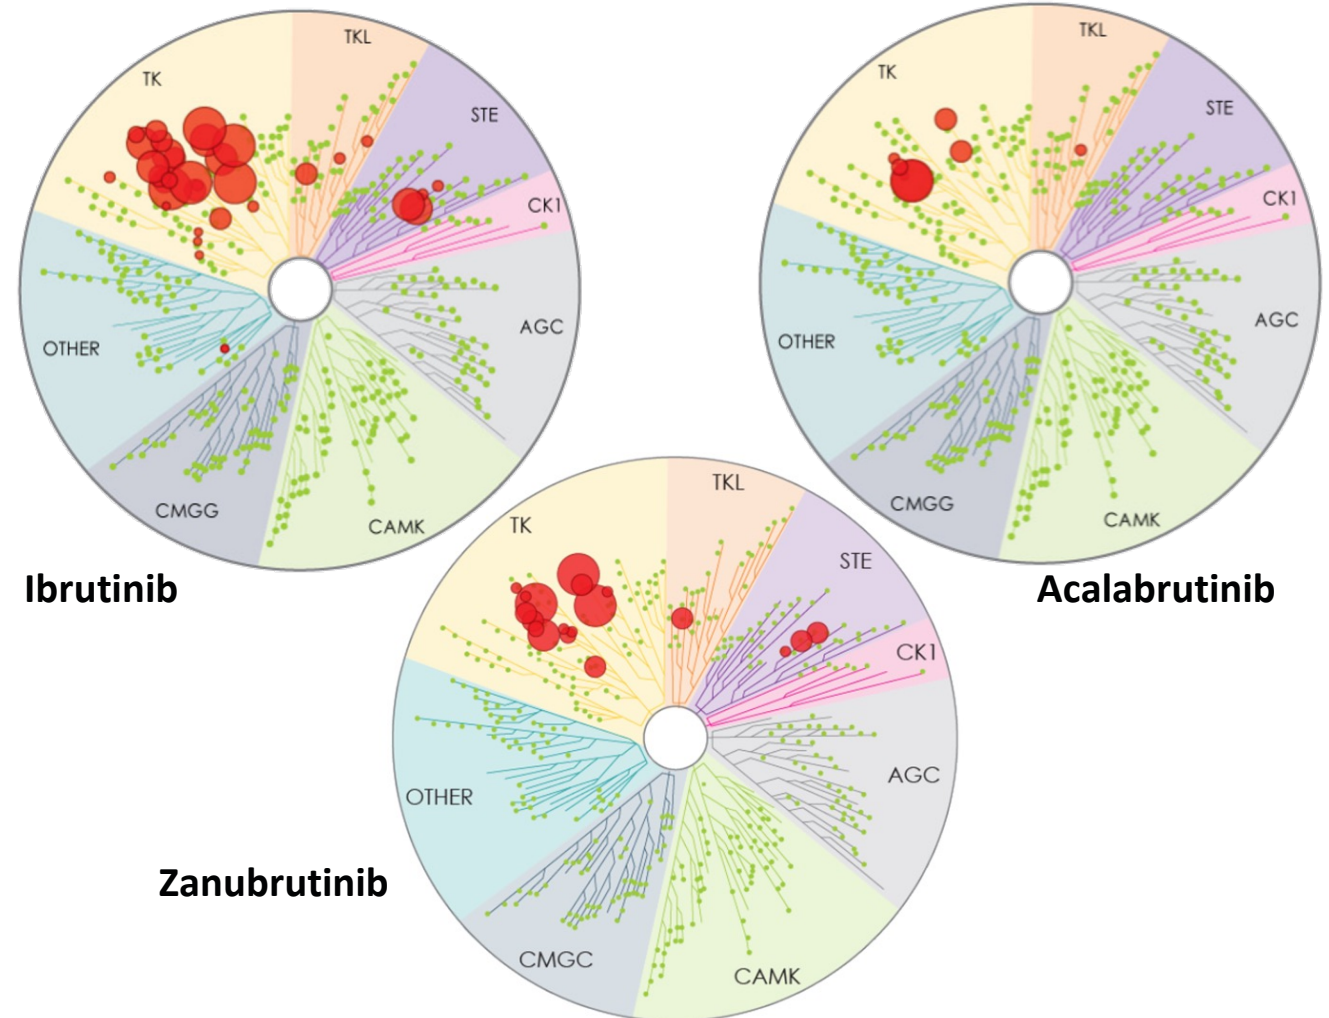 TK
TKL
STE
CK1
AGC
CAMK
CMGG
OTHER
Ibrutinib
TK
TKL
STE
CK1
AGC
CAMK
CMGG
OTHER
Acalabrutinib
TK
TKL
STE
CK1
AGC
CAMK
CMGC
OTHER
Zanubrutinib